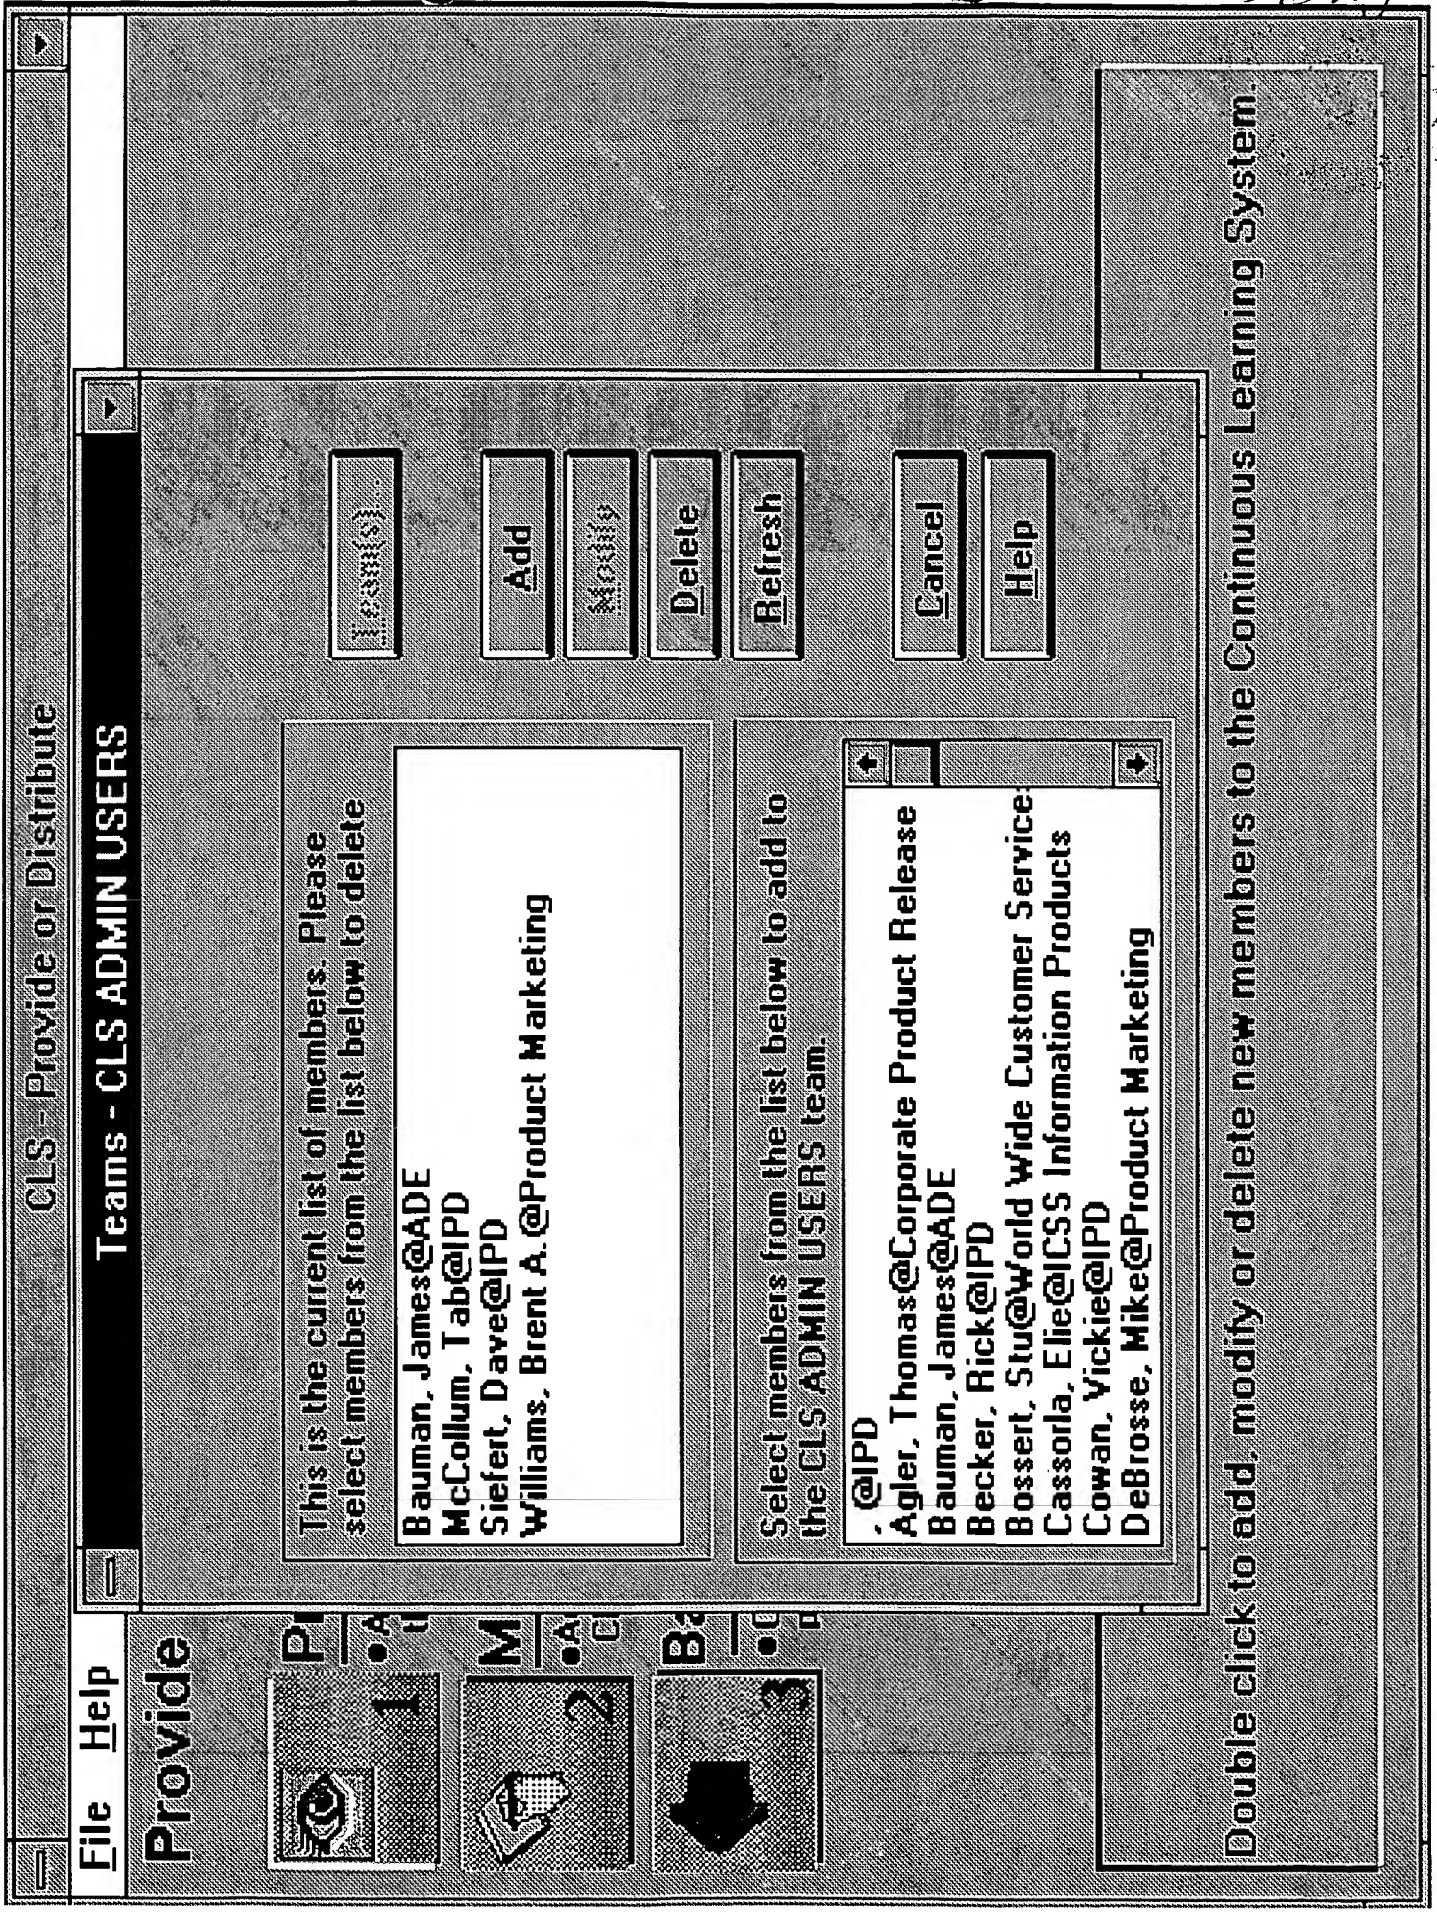 CLS - Provide or Distribute
File Help
Teams - CLS ADMIN USERS
Provide
This is the current list of members. Please
select members from the list below to delete
Bauman, James@ADE
McCollum, Tab@IPD
Siefert, Dave@IPD
Williams, Brent A.@Product Marketing
Select members from the list below to add to
the CLS ADMIN USERS team.
, @IPD
Agler, Thomas@Corporate Product Release
Bauman, James@ADE
Becker, Rick@IPD
Bossert, Stu@World Wide Customer Service
Cassorla, Elie@ICSS Information Products
Cowan, Vickie@IPD
DeBrosse, Mike@Product Marketing
Team(s)...
Add
Modify
Delete
Refresh
Cancel
Help
1
M
2
Ba
3
Double click to add, modify or delete new members to the Continuous Learning System.